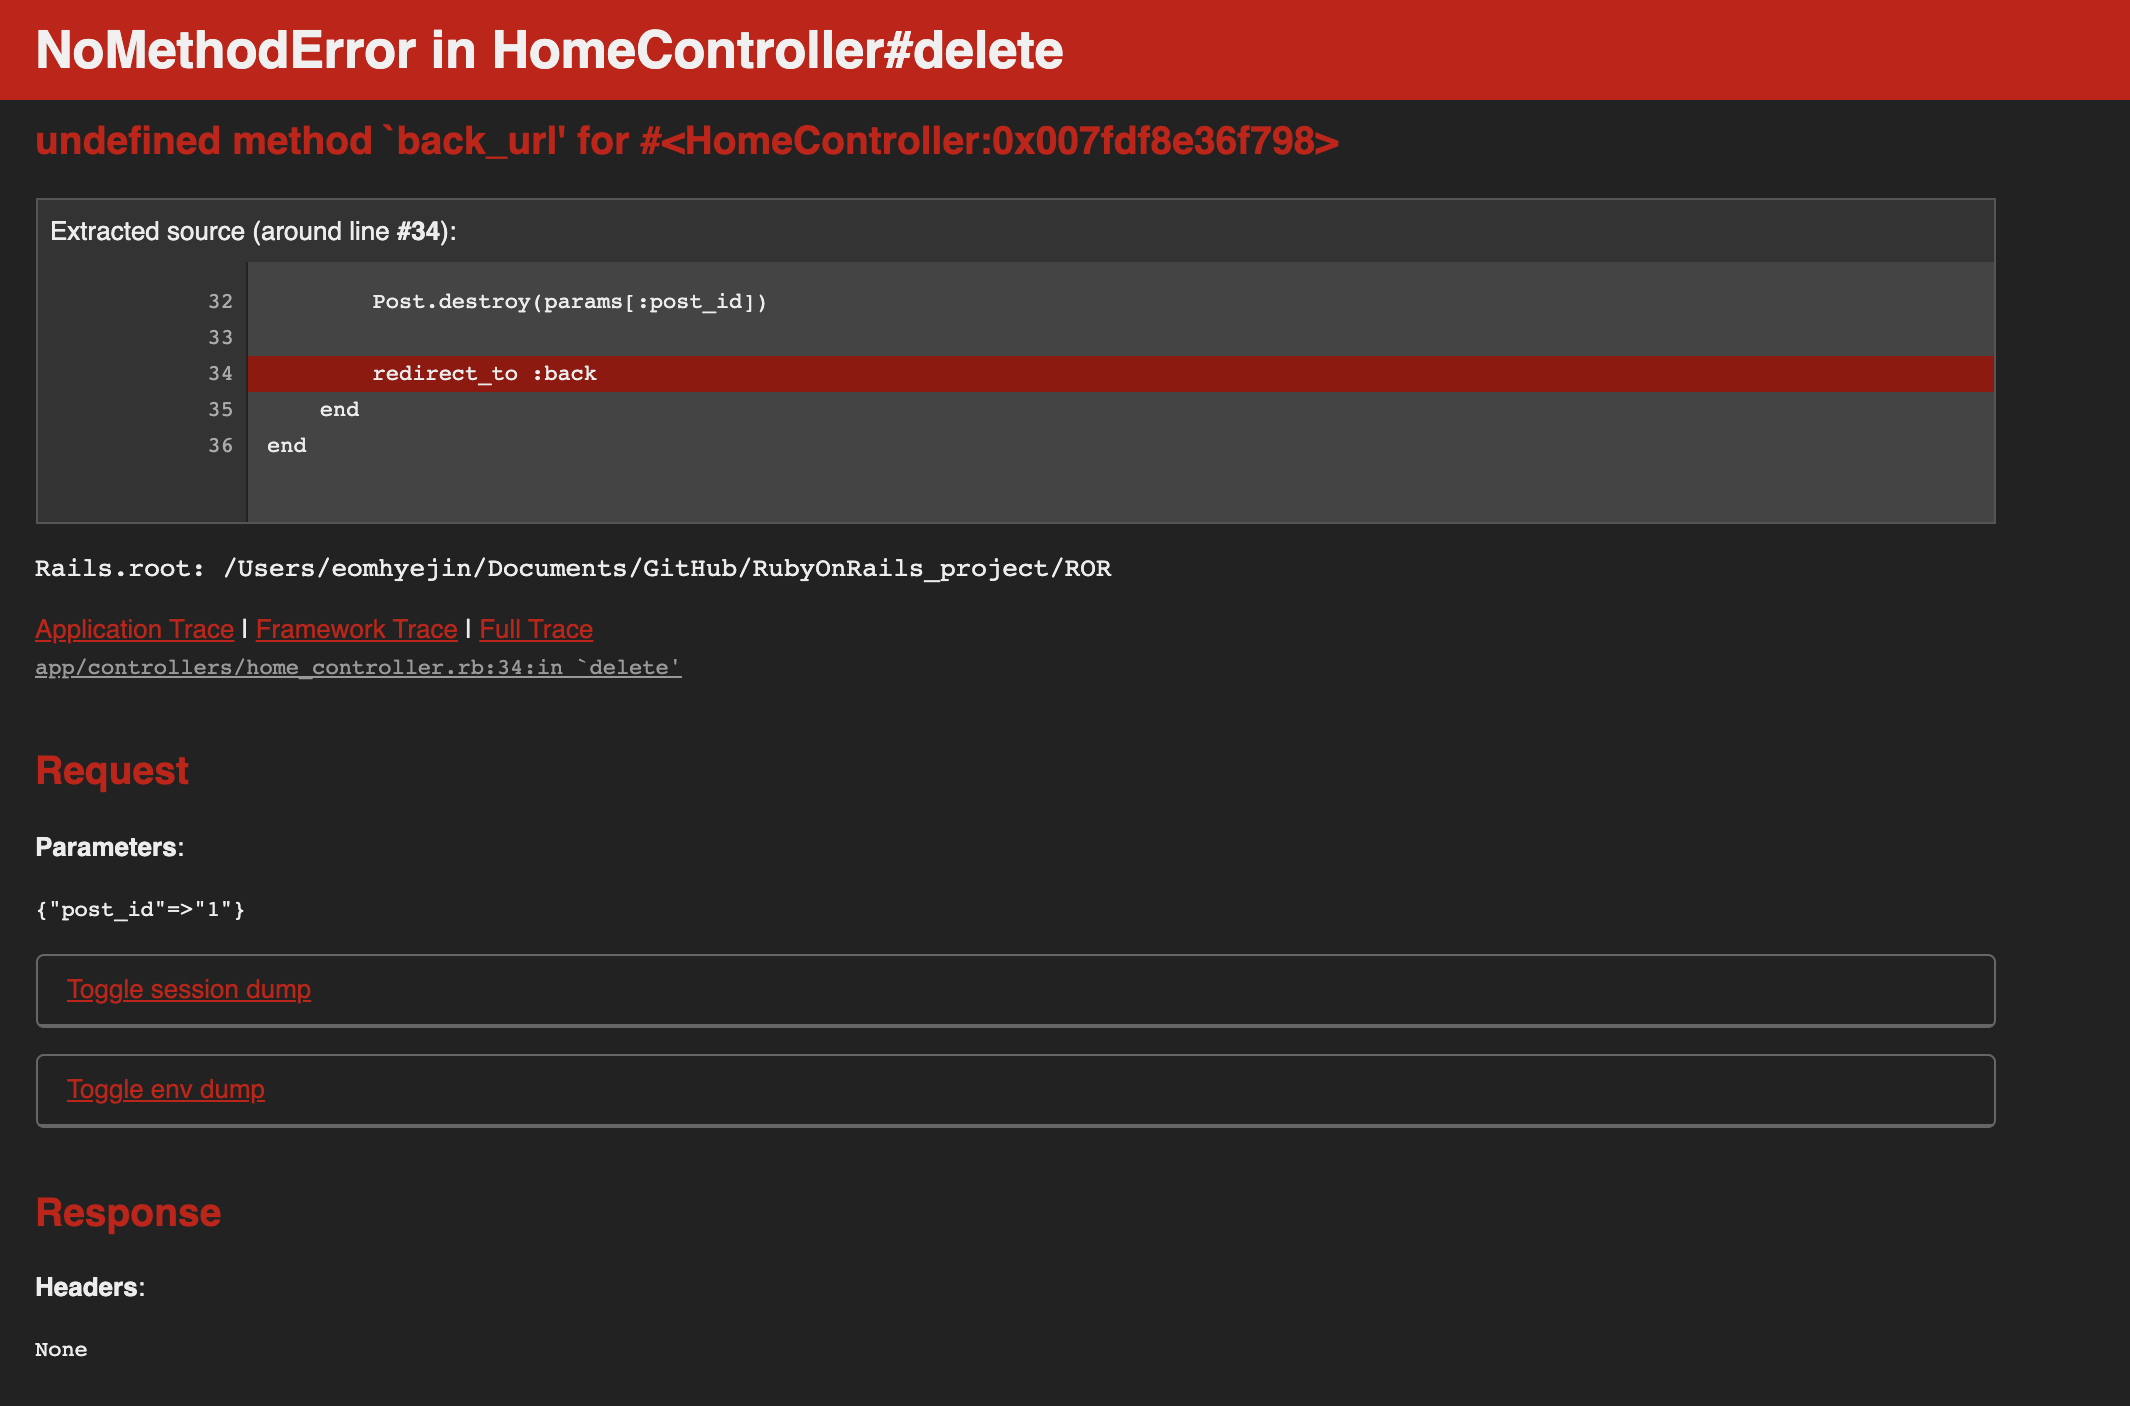 NoMethodError in HomeController#delete
undefined method `back_url' for #<HomeController:0x007fdf8e36f798>
Extracted source (around line #34):
32 Post.destroy(params[:post_id])
33
34 redirect_to :back
35 end
36 end
Rails.root: /Users/eomhyejin/Documents/GitHub/RubyOnRails_project/ROR
Application Trace | Framework Trace | Full Trace
app/controllers/home_controller.rb:34:in `delete'
Request
Parameters:
{"post_id"=>"1"}
Toggle session dump
Toggle env dump
Response
Headers:
None